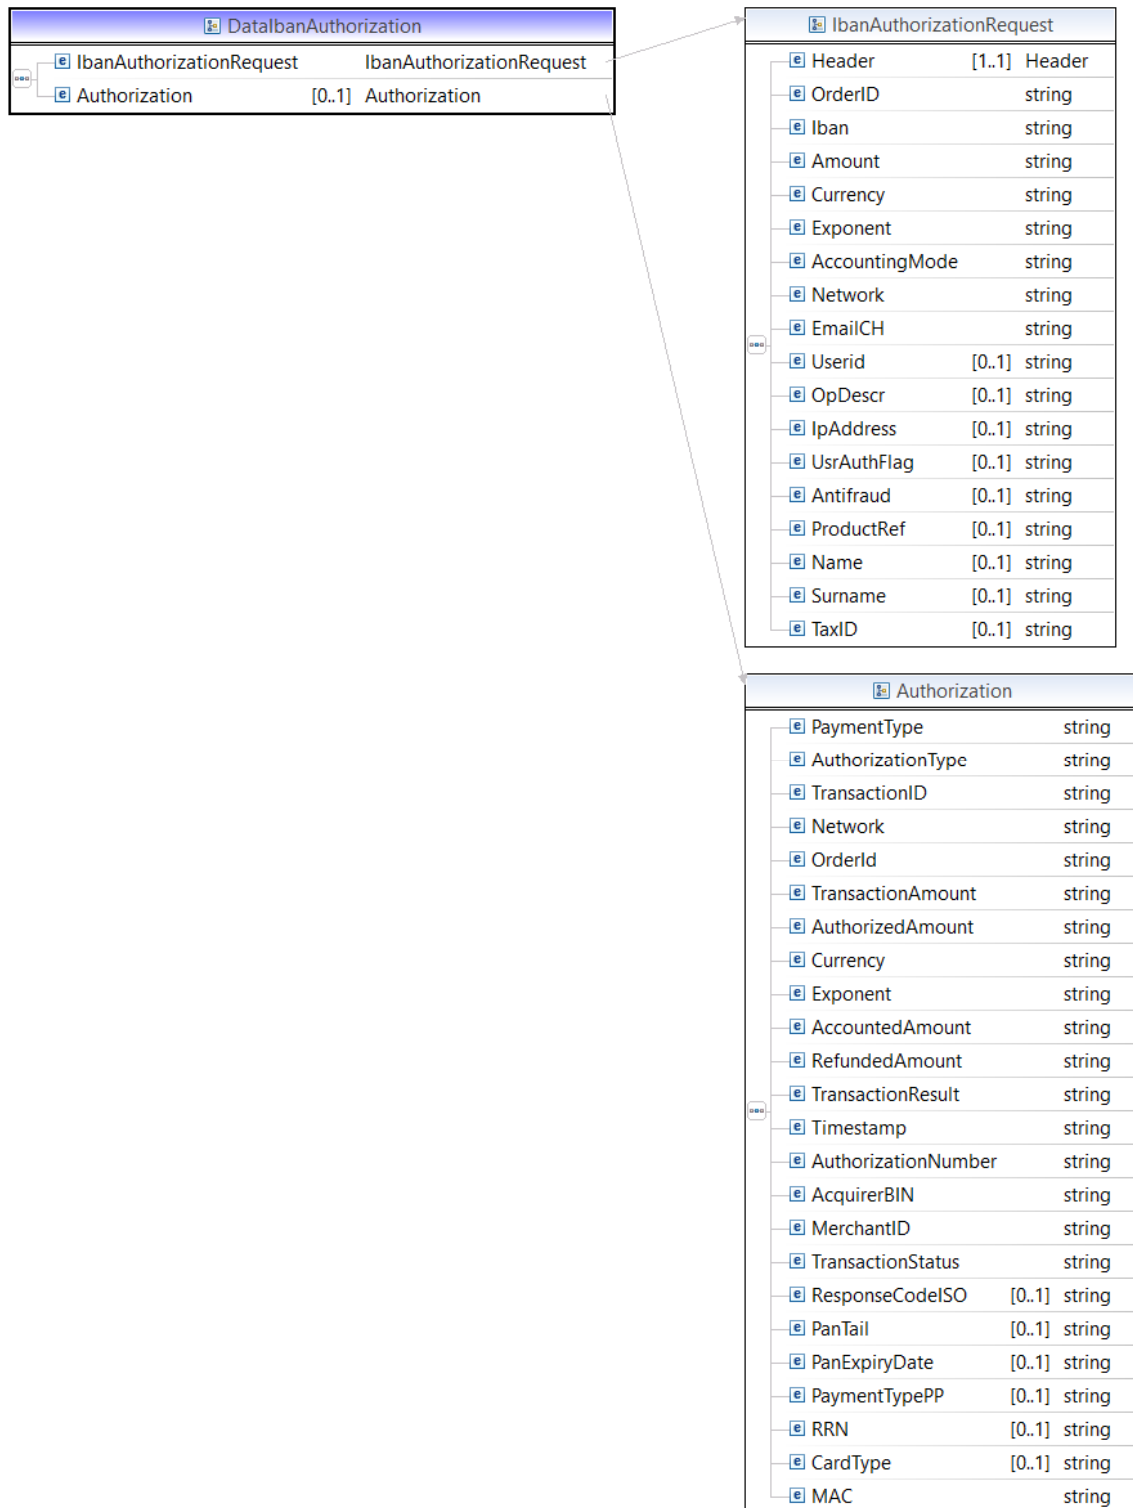 DataIbanAuthorization
IbanAuthorizationRequest IbanAuthorizationRequest
Authorization [0..1] Authorization
IbanAuthorizationRequest
Header [1..1] Header
OrderID string
Iban string
Amount string
Currency string
Exponent string
AccountingMode string
Network string
EmailCH string
Userid [0..1] string
OpDescr [0..1] string
IpAddress [0..1] string
UsrAuthFlag [0..1] string
Antifraud [0..1] string
ProductRef [0..1] string
Name [0..1] string
Surname [0..1] string
TaxID [0..1] string
Authorization
PaymentType string
AuthorizationType string
TransactionID string
Network string
OrderId string
TransactionAmount string
AuthorizedAmount string
Currency string
Exponent string
AccountedAmount string
RefundedAmount string
TransactionResult string
Timestamp string
AuthorizationNumber string
AcquirerBIN string
MerchantID string
TransactionStatus string
ResponseCodeISO [0..1] string
PanTail [0..1] string
PanExpiryDate [0..1] string
PaymentTypePP [0..1] string
RRN [0..1] string
CardType [0..1] string
MAC string